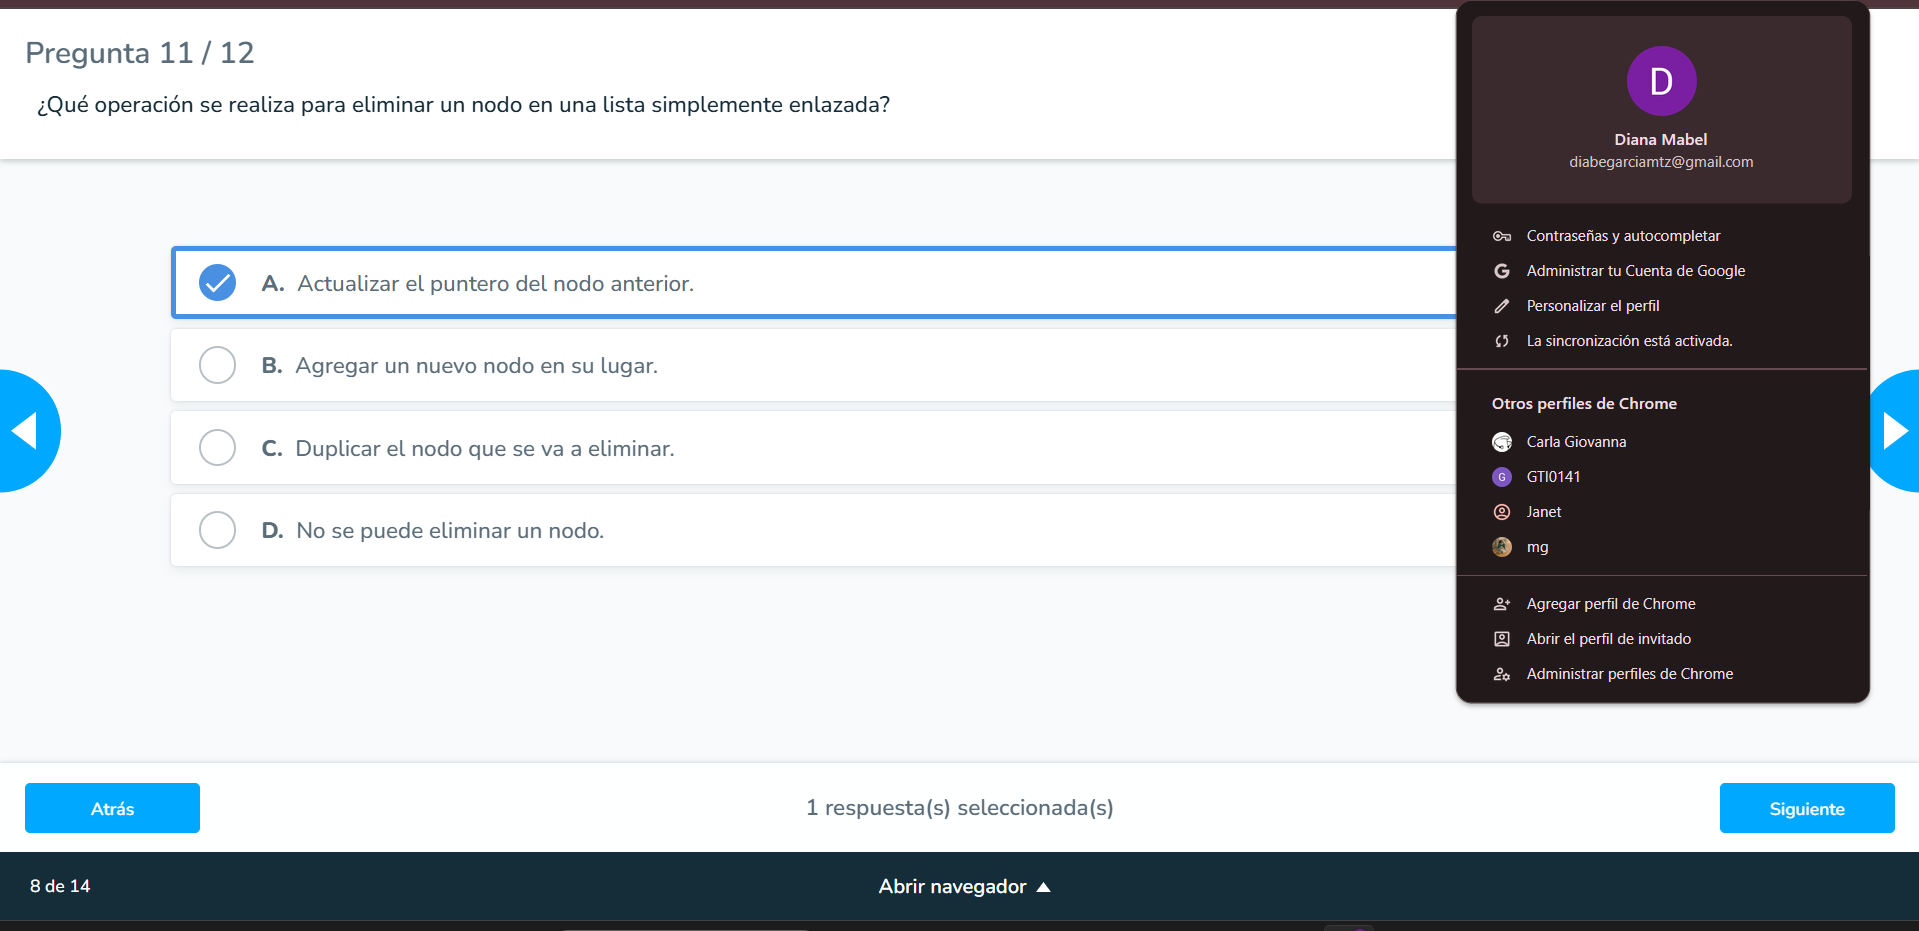 Pregunta 11 / 12
¿Qué operación se realiza para eliminar un nodo en una lista simplemente enlazada?
A. Actualizar el puntero del nodo anterior.
B. Agregar un nuevo nodo en su lugar.
C. Duplicar el nodo que se va a eliminar.
D. No se puede eliminar un nodo.
Atrás
1 respuesta(s) seleccionada(s)
Siguiente
8 de 14
Abrir navegador
D
Diana Mabel
diabegarciamtz@gmail.com
Contraseñas y autocompletar
G Administrar tu Cuenta de Google
Personalizar el perfil
La sincronización está activada.
Otros perfiles de Chrome
Carla Giovanna
G GTI0141
Janet
mg
Agregar perfil de Chrome
Abrir el perfil de invitado
Administrar perfiles de Chrome